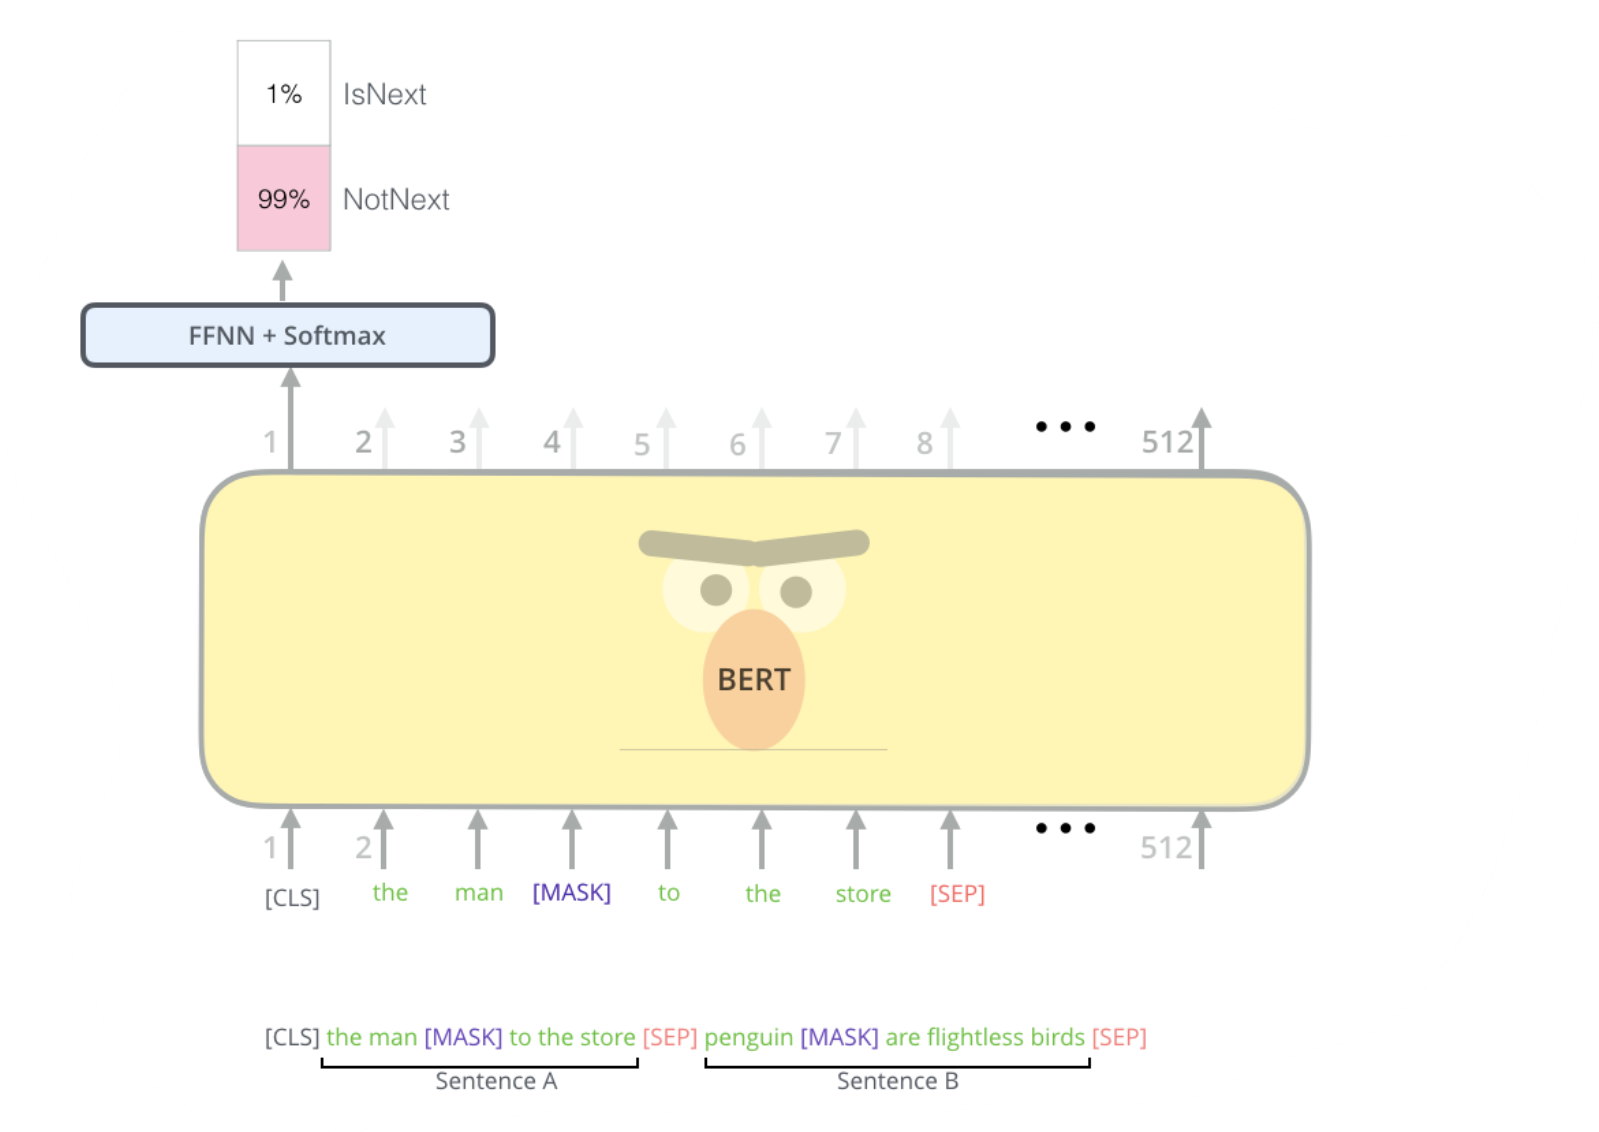 1% IsNext
99% NotNext
FFNN + Softmax
1 2 3 4 5 6 7 8 ••• 512
BERT
1 2 ••• 512
[CLS] the man [MASK] to the store [SEP]
[CLS] the man [MASK] to the store [SEP] penguin [MASK] are flightless birds [SEP]
Sentence A Sentence B